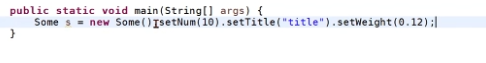 public static void main(String[] args) {
Some s = new Some().setNum(10).setTitle("title").setWeight(0.12);
}